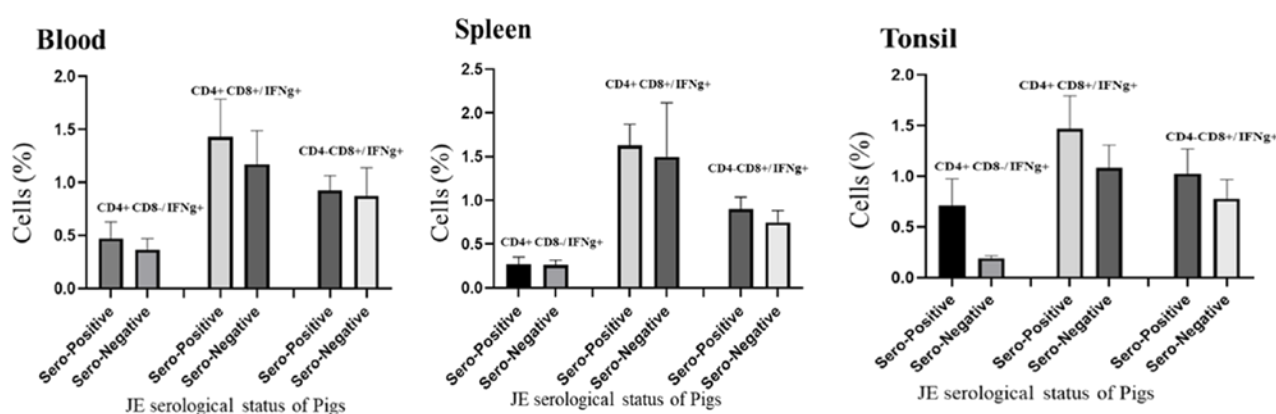 Blood
Cells (%)
2.0
1.5
1.0
0.5
0.0
CD4+ CD8-/IFNg+
CD4+ CD8+/IFNg+
CD4-CD8+/IFNg+
Sero-Positive
Sero-Negative
Sero-Positive
Sero-Negative
Sero-Positive
Sero-Negative
JE serological status of Pigs
Spleen
Cells (%)
2.5
2.0
1.5
1.0
0.5
0.0
CD4+ CD8-/IFNg+
CD4+ CD8+/IFNg+
CD4-CD8+/IFNg+
Sero-Positive
Sero-Negative
Sero-Positive
Sero-Negative
Sero-Positive
Sero-Negative
JE serological status of Pigs
Tonsil
Cells (%)
2.0
1.5
1.0
0.5
0.0
CD4+ CD8-/IFNg+
CD4+ CD8+/IFNg+
CD4-CD8+/IFNg+
Sero-Positive
Sero-Negative
Sero-Positive
Sero-Negative
Sero-Positive
Sero-Negative
JE serological status of Pigs